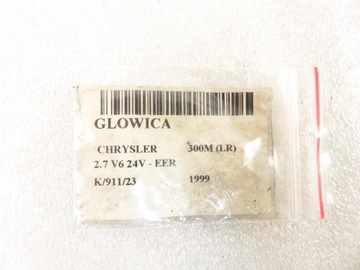 GLOWICA
CHRYSLER 300M (LR)
2.7 V6 24V - EER
K/911/23 1999